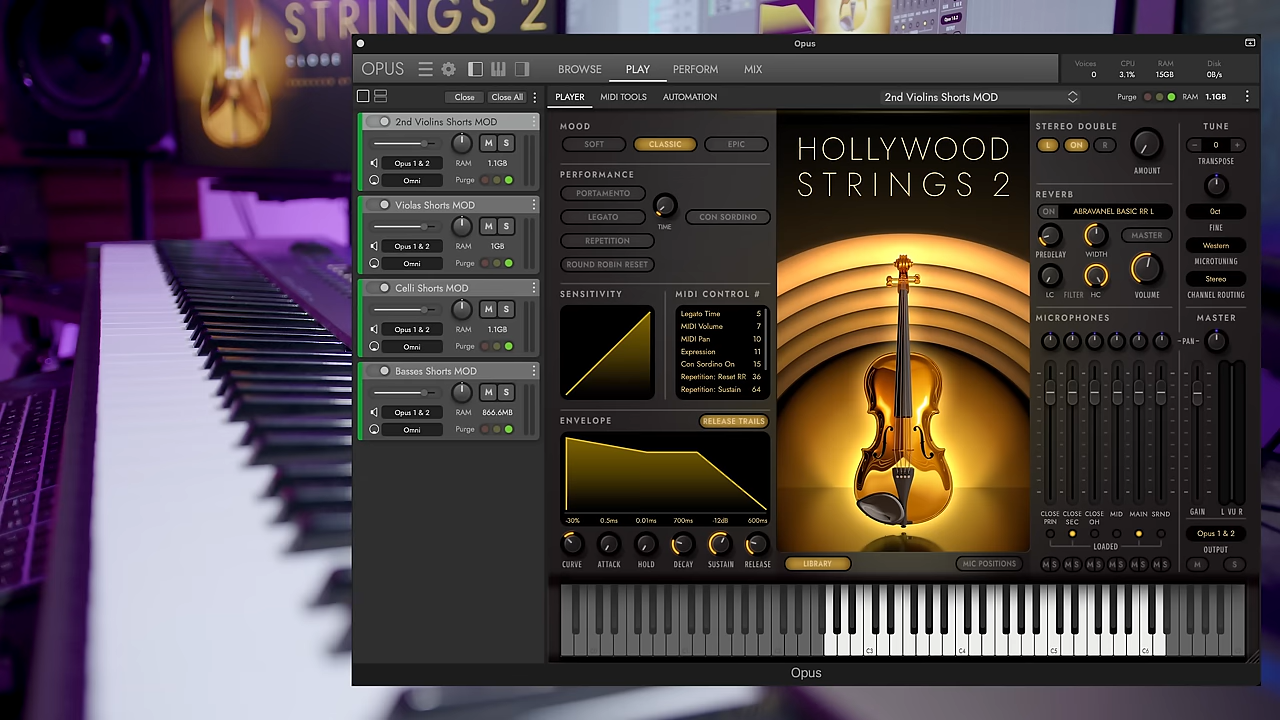 STRINGS 2
CLOSE
Opus
OPUS
BROWSE
PLAY
PERFORM
MIX
Voices
0
CPU
3.1%
RAM
15GB
Disk
0B/s
Close
Close All
PLAYER
MIDI TOOLS
AUTOMATION
2nd Violins Shorts MOD
Purge
RAM
1.1GB
2nd Violins Shorts MOD
M S
Opus 1 & 2
RAM
1.1GB
Omni
Purge
Violas Shorts MOD
M S
Opus 1 & 2
RAM
1GB
Omni
Purge
Celli Shorts MOD
M S
Opus 1 & 2
RAM
1.1GB
Omni
Purge
Basses Shorts MOD
M S
Opus 1 & 2
RAM
866.6MB
Omni
Purge
MOOD
SOFT
CLASSIC
EPIC
PERFORMANCE
PORTAMENTO
LEGATO
TIME
CON SORDINO
REPETITION
ROUND ROBIN RESET
SENSITIVITY
MIDI CONTROL #
Legato Time 5
MIDI Volume 7
MIDI Pan 10
Expression 11
Con Sordino On 15
Repetition: Reset RR 36
Repetition: Sustain 64
ENVELOPE
RELEASE TRAILS
-30% 0.5ms 0.01ms 700ms -12dB 600ms
CURVE ATTACK HOLD DECAY SUSTAIN RELEASE
HOLLYWOOD
STRINGS 2
LIBRARY
MIC POSITIONS
STEREO DOUBLE
L ON R
AMOUNT
REVERB
ON
ABRAVANEL BASIC RR L
MASTER
PREDELAY
WIDTH
LC FILTER HC
VOLUME
MICROPHONES
-PAN-
CLOSE PRIN
CLOSE SEC
CLOSE OH
MID
MAIN
SRND
LOADED
M S M S M S M S M S M S
TUNE
- 0 +
TRANSPOSE
0ct
FINE
Western
MICROTUNING
Stereo
CHANNEL ROUTING
MASTER
GAIN
L VU R
Opus 1 & 2
OUTPUT
M S
C3 C4 C5 C6
Opus